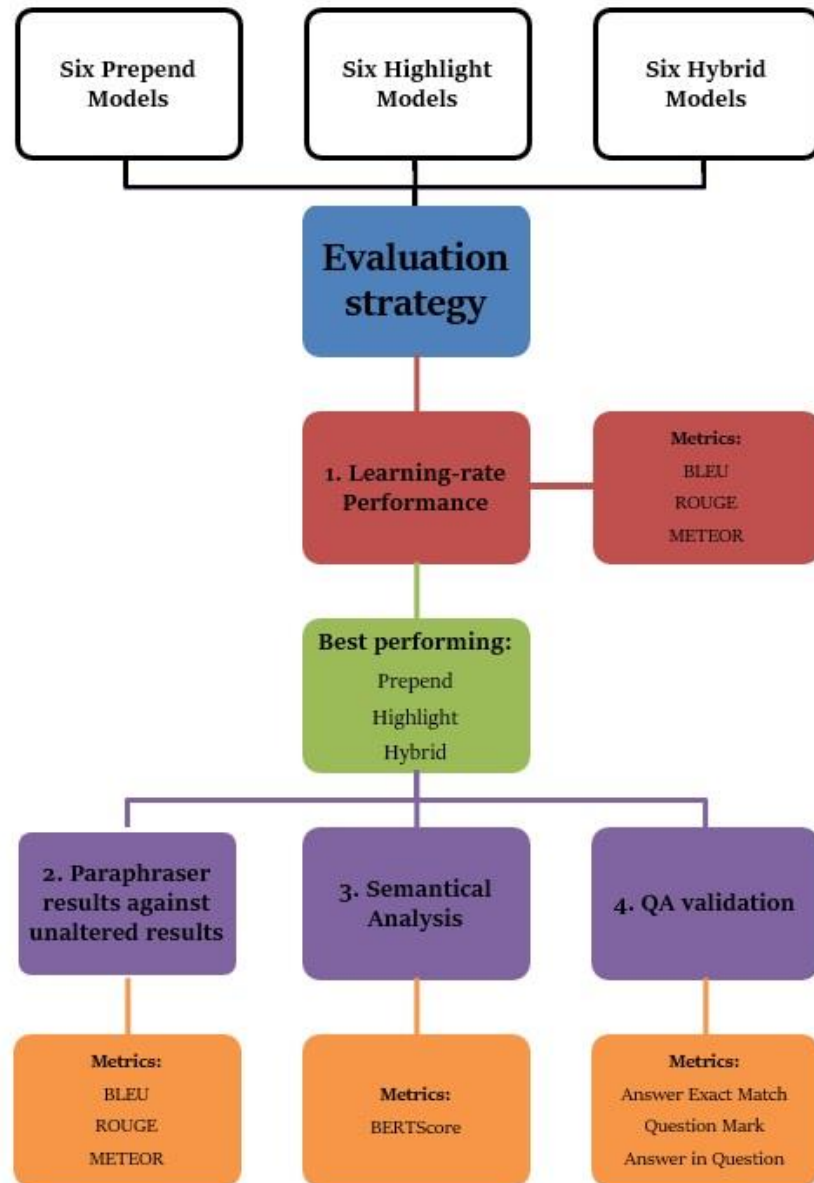 Six Prepend
Models
Six Highlight
Models
Six Hybrid
Models
Evaluation
strategy
1. Learning-rate
Performance
Metrics:
BLEU
ROUGE
METEOR
Best performing:
Prepend
Highlight
Hybrid
2. Paraphraser
results against
unaltered results
3. Semantical
Analysis
4. QA validation
Metrics:
BLEU
ROUGE
METEOR
Metrics:
BERTScore
Metrics:
Answer Exact Match
Question Mark
Answer in Question